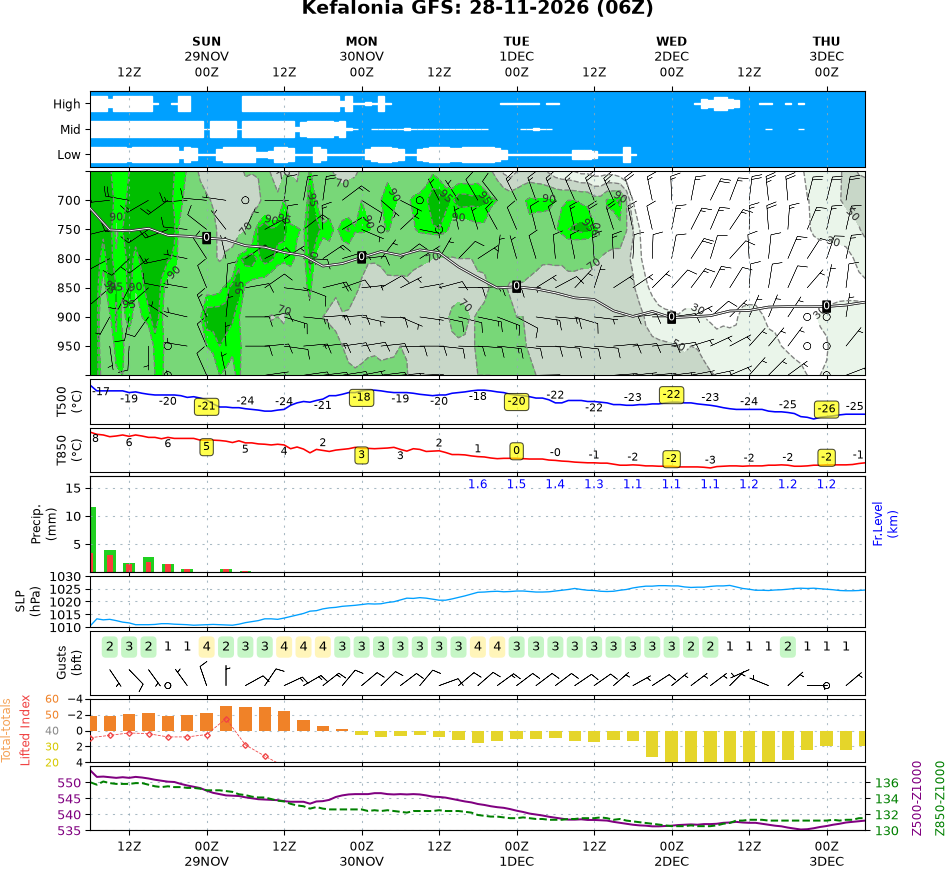 Kefalonia GFS: 28-11-2026 (06Z)
SUN MON TUE WED THU
29NOV 30NOV 1DEC 2DEC 3DEC
12Z 00Z 12Z 00Z 12Z 00Z 12Z 00Z 12Z 00Z
High
Mid
Low
700
750
800
850
900
950
0 0 0 0 0
T500 (°C)
-17 -19 -20 -21 -24 -24 -21 -18 -19 -20 -18 -20 -22 -22 -23 -22 -23 -24 -25 -26 -25
T850 (°C)
8 6 6 5 5 4 2 3 3 2 1 0 -0 -1 -2 -2 -3 -2 -2 -2 -1
Precip. (mm)
15
10
5
1.6 1.5 1.4 1.3 1.1 1.1 1.1 1.2 1.2 1.2
Fr.Level (km)
SLP (hPa)
1030
1025
1020
1015
1010
Gusts (bft)
2 3 2 1 1 4 2 3 3 4 4 4 3 3 3 3 3 3 3 4 4 3 3 3 3 3 3 3 3 3 2 2 1 1 1 2 1 1 1
Total-totals
Lifted Index
60 −4
50 −2
40 0
30 2
20 4
550
545
540
535
136
134
132
130
Z500-Z1000
Z850-Z1000
12Z 00Z 12Z 00Z 12Z 00Z 12Z 00Z 12Z 00Z
29NOV 30NOV 1DEC 2DEC 3DEC